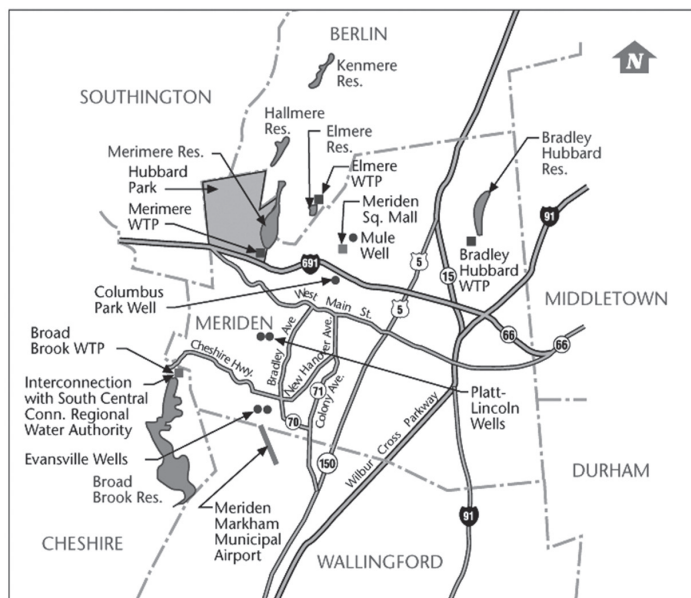 BERLIN
N
Kenmere
Res.
SOUTHINGTON
Hallmere
Res.
Elmere
Res.
Bradley
Hubbard
Res.
Merimere Res.
Hubbard
Park
Elmere
WTP
Merimere
WTP
Meriden
Sq. Mall
Mule
Well
91
5
691
15
Bradley
Hubbard
WTP
Columbus
Park Well
West Main St.
5
MIDDLETOWN
MERIDEN
66
66
Broad
Brook WTP
Cheshire Hwy.
Bradley Ave
New Hanover Ave.
71
Colony Ave.
Platt-
Lincoln
Wells
Interconnection
with South Central
Conn. Regional
Water Authority
70
Wilbur Cross Parkway
Evansville Wells
150
DURHAM
Broad
Brook Res.
Meriden
Markham
Municipal
Airport
91
CHESHIRE
WALLINGFORD